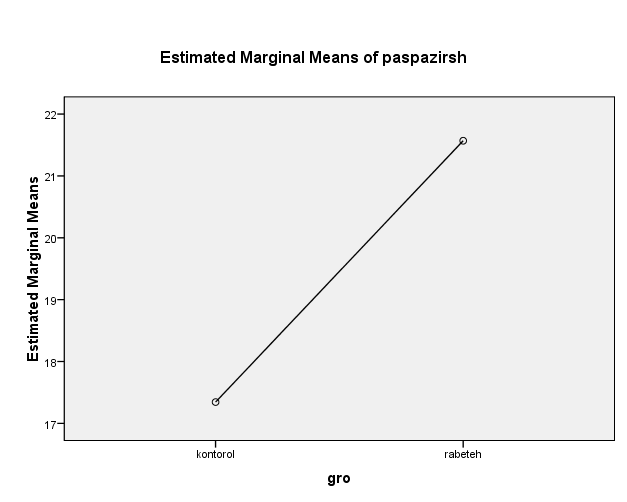 Estimated Marginal Means of paspazirsh
Estimated Marginal Means
22
21
20
19
18
17
kontorol rabeteh
gro